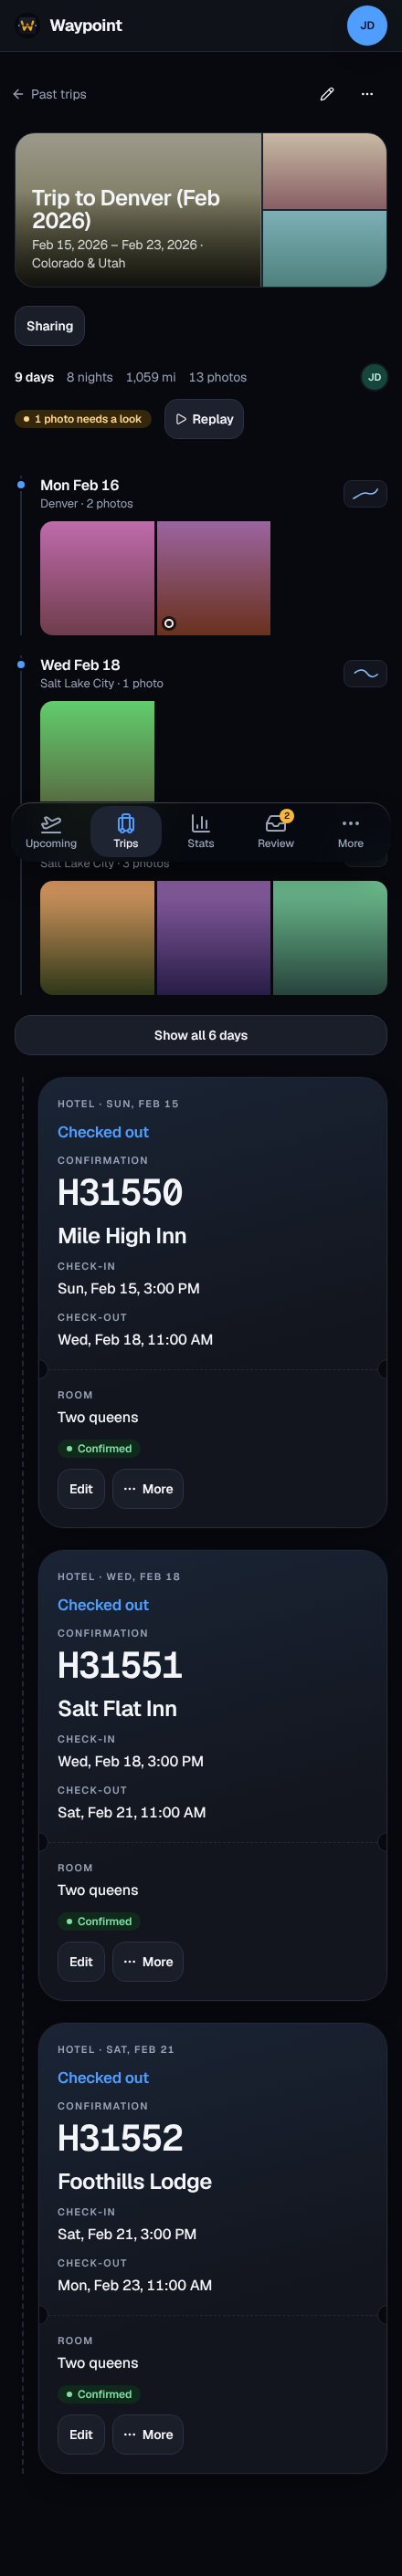 Waypoint
JD
Past trips
Trip to Denver (Feb
2026)
Feb 15, 2026 – Feb 23, 2026 ·
Colorado & Utah
Sharing
9 days 8 nights 1,059 mi 13 photos
JD
1 photo needs a look
Replay
Mon Feb 16
Denver · 2 photos
Wed Feb 18
Salt Lake City · 1 photo
Upcoming
Trips
Stats
2
Review
More
Salt Lake City · 3 photos
Show all 6 days
HOTEL · SUN, FEB 15
Checked out
CONFIRMATION
H31550
Mile High Inn
CHECK-IN
Sun, Feb 15, 3:00 PM
CHECK-OUT
Wed, Feb 18, 11:00 AM
ROOM
Two queens
Confirmed
Edit
More
HOTEL · WED, FEB 18
Checked out
CONFIRMATION
H31551
Salt Flat Inn
CHECK-IN
Wed, Feb 18, 3:00 PM
CHECK-OUT
Sat, Feb 21, 11:00 AM
ROOM
Two queens
Confirmed
Edit
More
HOTEL · SAT, FEB 21
Checked out
CONFIRMATION
H31552
Foothills Lodge
CHECK-IN
Sat, Feb 21, 3:00 PM
CHECK-OUT
Mon, Feb 23, 11:00 AM
ROOM
Two queens
Confirmed
Edit
More